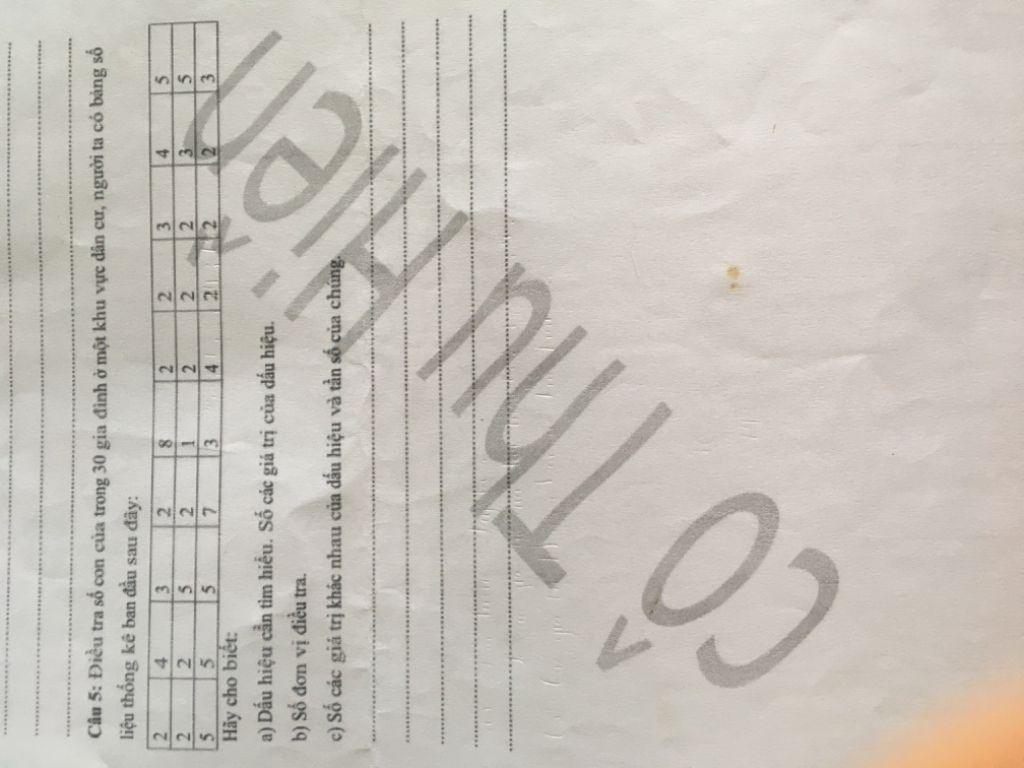 Câu 5: Điều tra số con của trong 30 gia đình ở một khu vực dân cư, người ta có bảng số
liệu thống kê ban đầu sau đây:
2 4 3 2 8 2 2 3 4 5
2 2 5 2 1 2 2 2 3 5
5 5 5 7 3 4 2 2 2 3
Hãy cho biết:
a) Dấu hiệu cần tìm hiểu. Số các giá trị của dấu hiệu.
b) Số đơn vị điều tra.
c) Số các giá trị khác nhau của dấu hiệu và tần số của chúng.
CÔ THU HIỀN